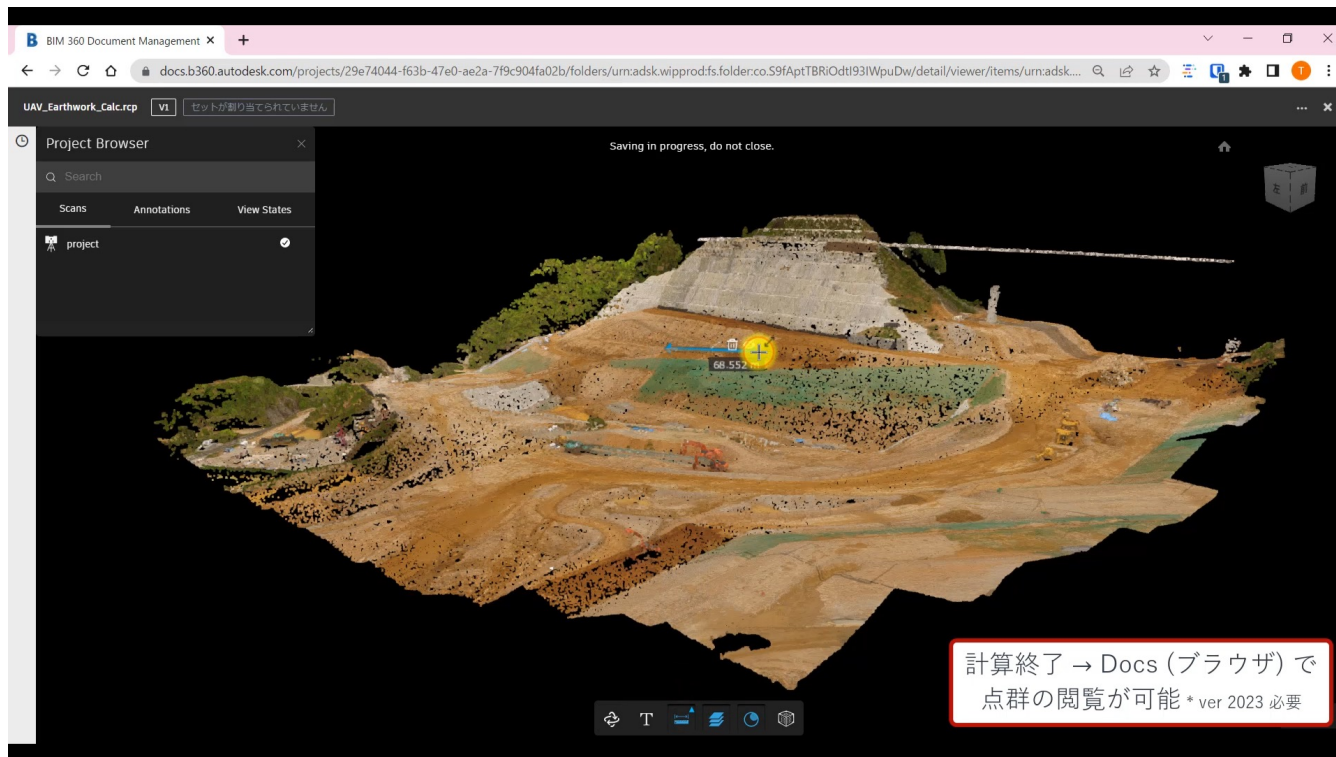 BIM 360 Document Management
docs.b360.autodesk.com/projects/29e74044-f63b-47e0-ae2a-7f9c904fa02b/folders/urn:adsk.wipprod:fs.folder:co.S9fAptTBRiOdtI93IWpuDw/detail/viewer/items/urn:adsk....
1
T
UAV_Earthwork_Calc.rcp V1 セットが割り当てられていません
Project Browser
Saving in progress, do not close.
Search
Scans Annotations View States
project
68.552
T
計算終了 → Docs (ブラウザ) で
点群の閲覧が可能 * ver 2023 必要